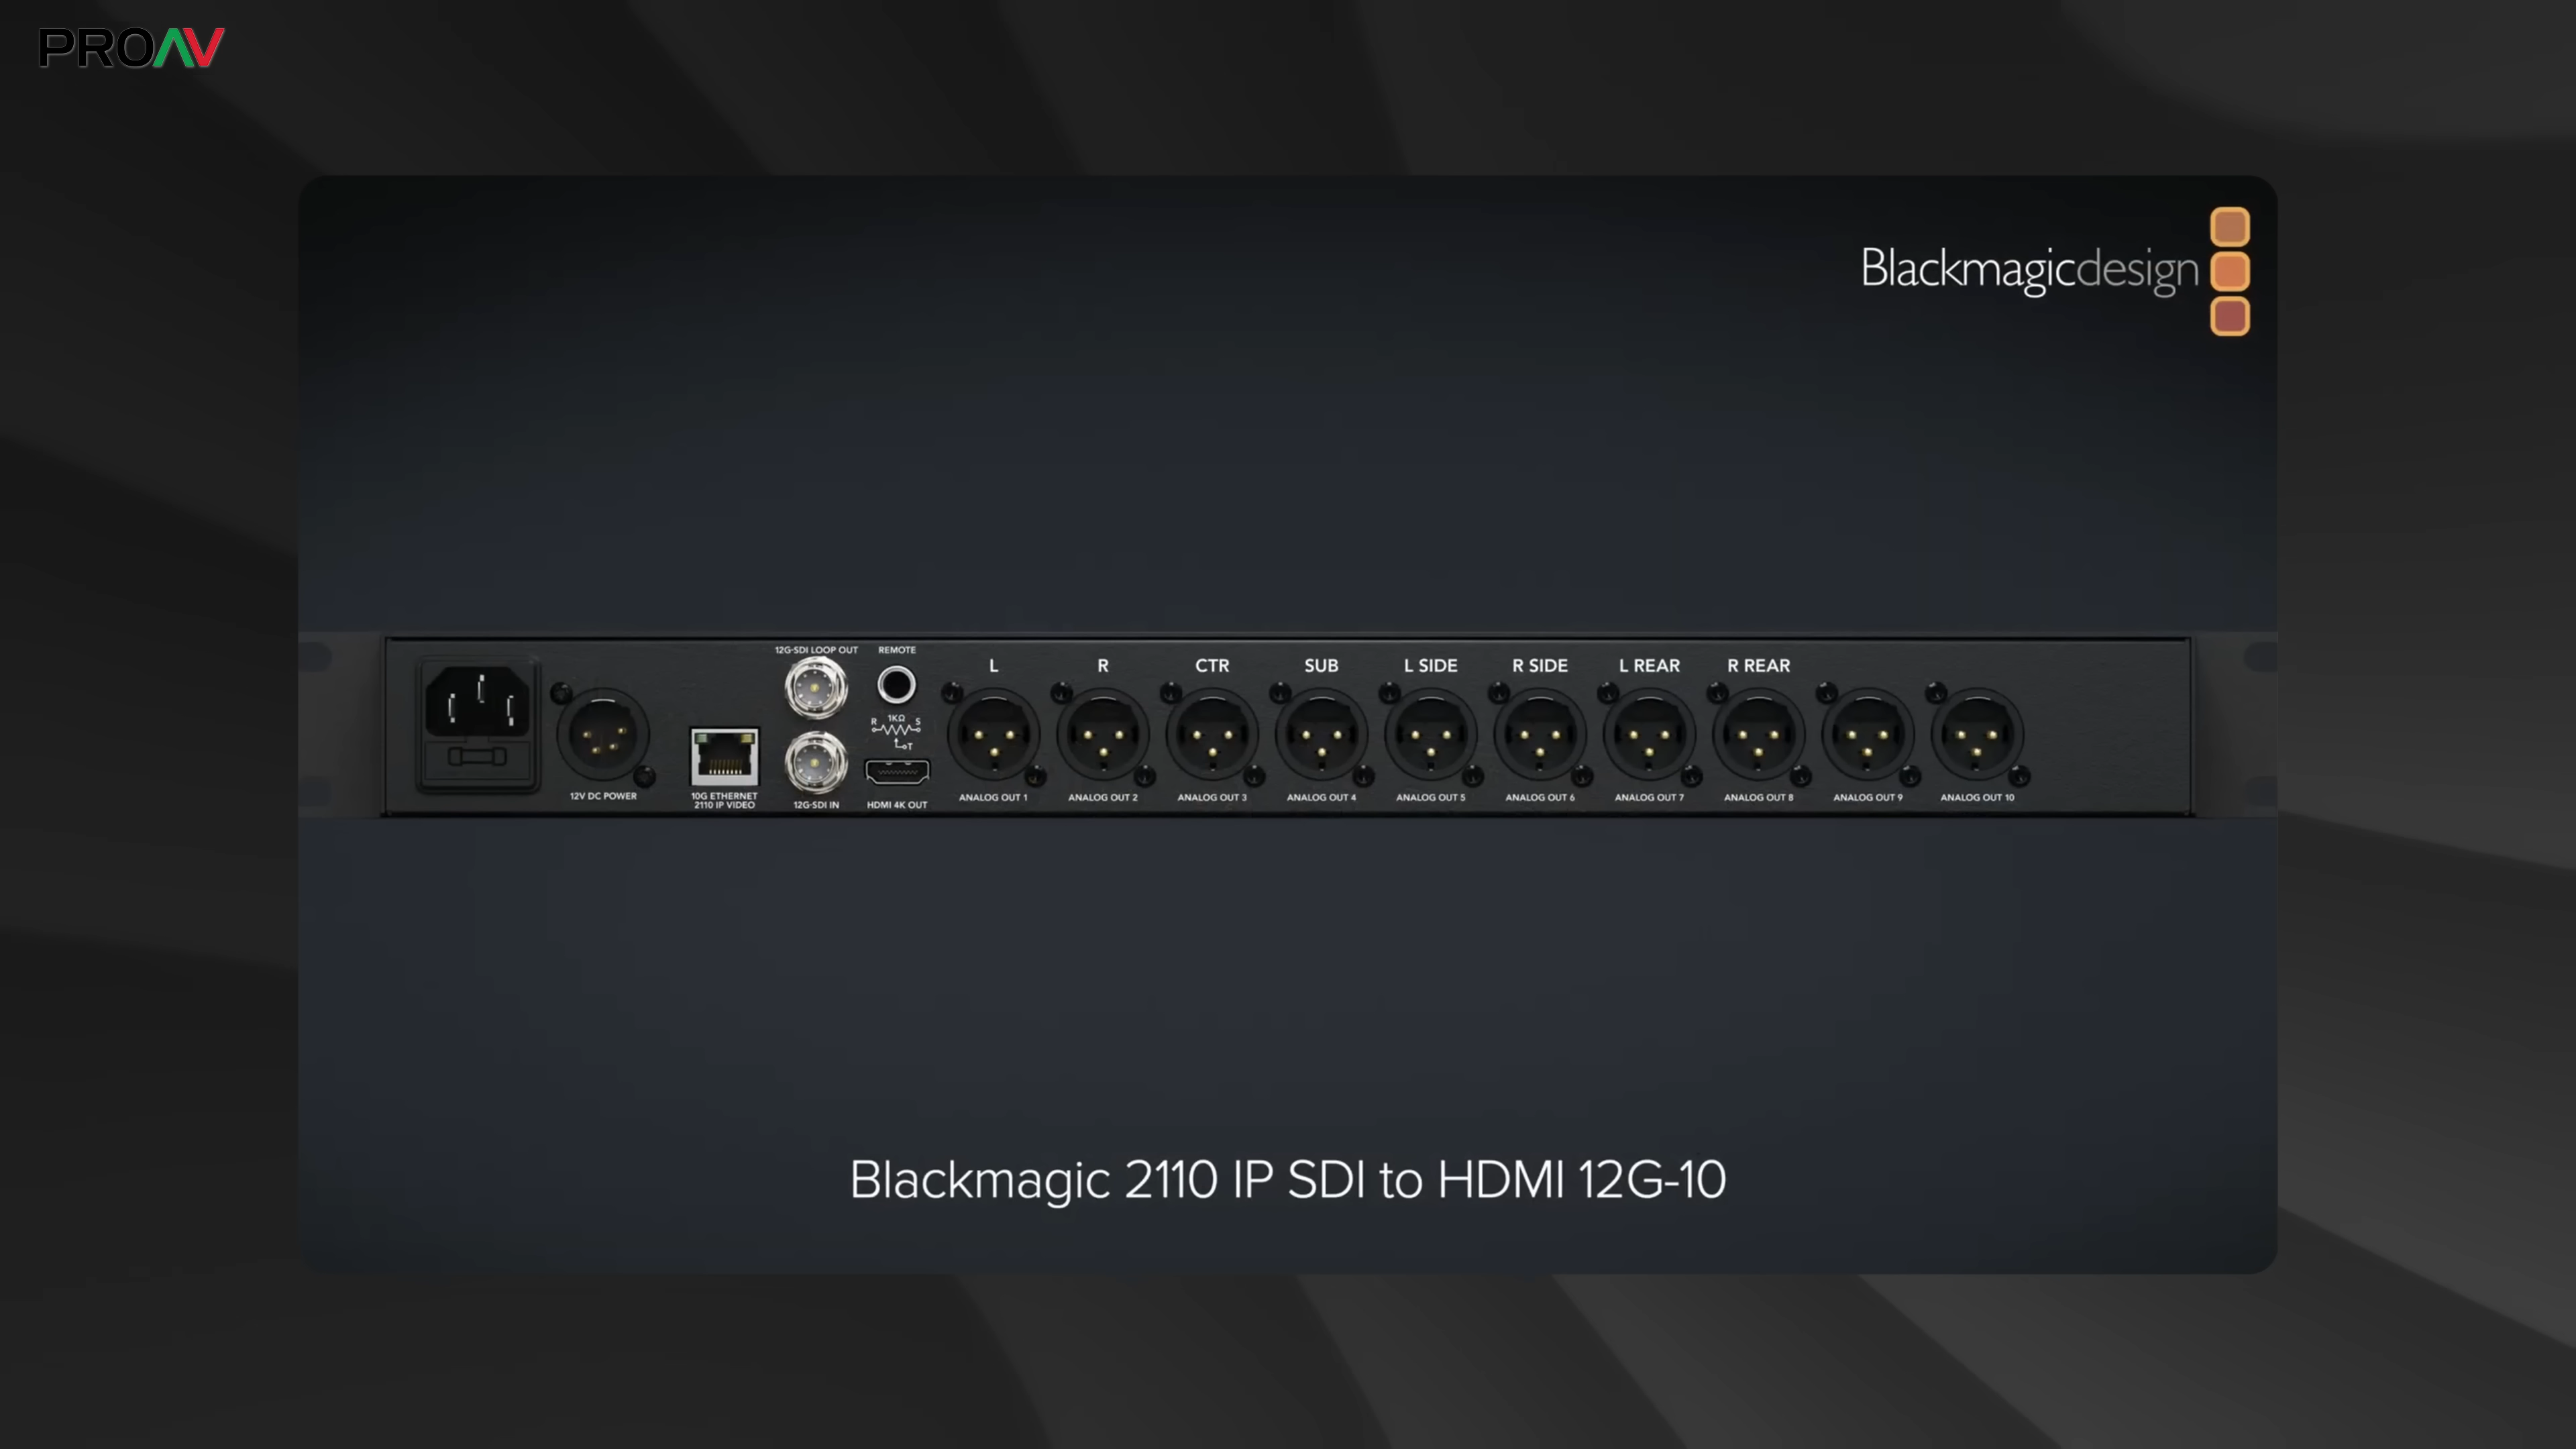 PROAV
Blackmagicdesign
12G-SDI LOOP OUT
REMOTE
L
R
CTR
SUB
L SIDE
R SIDE
L REAR
R REAR
R 1KΩ S
T
12V DC POWER
10G ETHERNET
2110 IP VIDEO
12G-SDI IN
HDMI 4K OUT
ANALOG OUT 1
ANALOG OUT 2
ANALOG OUT 3
ANALOG OUT 4
ANALOG OUT 5
ANALOG OUT 6
ANALOG OUT 7
ANALOG OUT 8
ANALOG OUT 9
ANALOG OUT 10
Blackmagic 2110 IP SDI to HDMI 12G-10